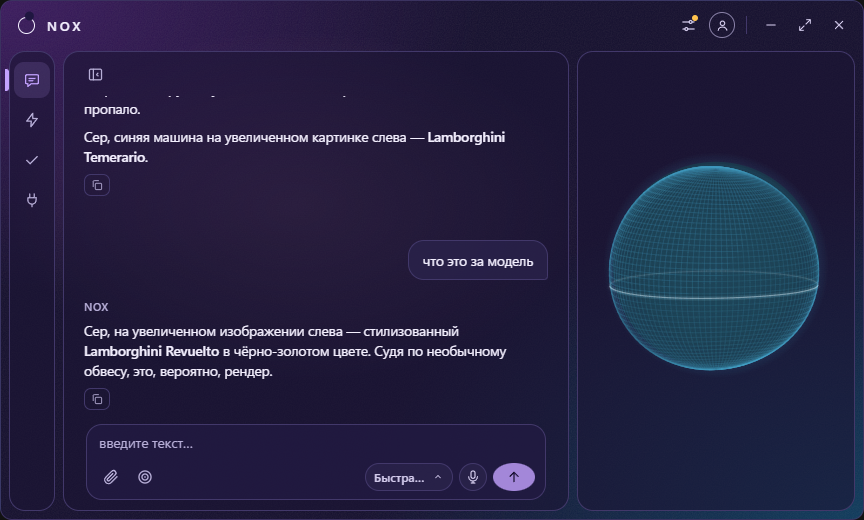 NOX
пропало.
Сер, синяя машина на увеличенном картинке слева — Lamborghini
Temerario.
что это за модель
NOX
Сер, на увеличенном изображении слева — стилизованный
Lamborghini Revuelto в чёрно-золотом цвете. Судя по необычному
обвесу, это, вероятно, рендер.
введите текст...
Быстра...